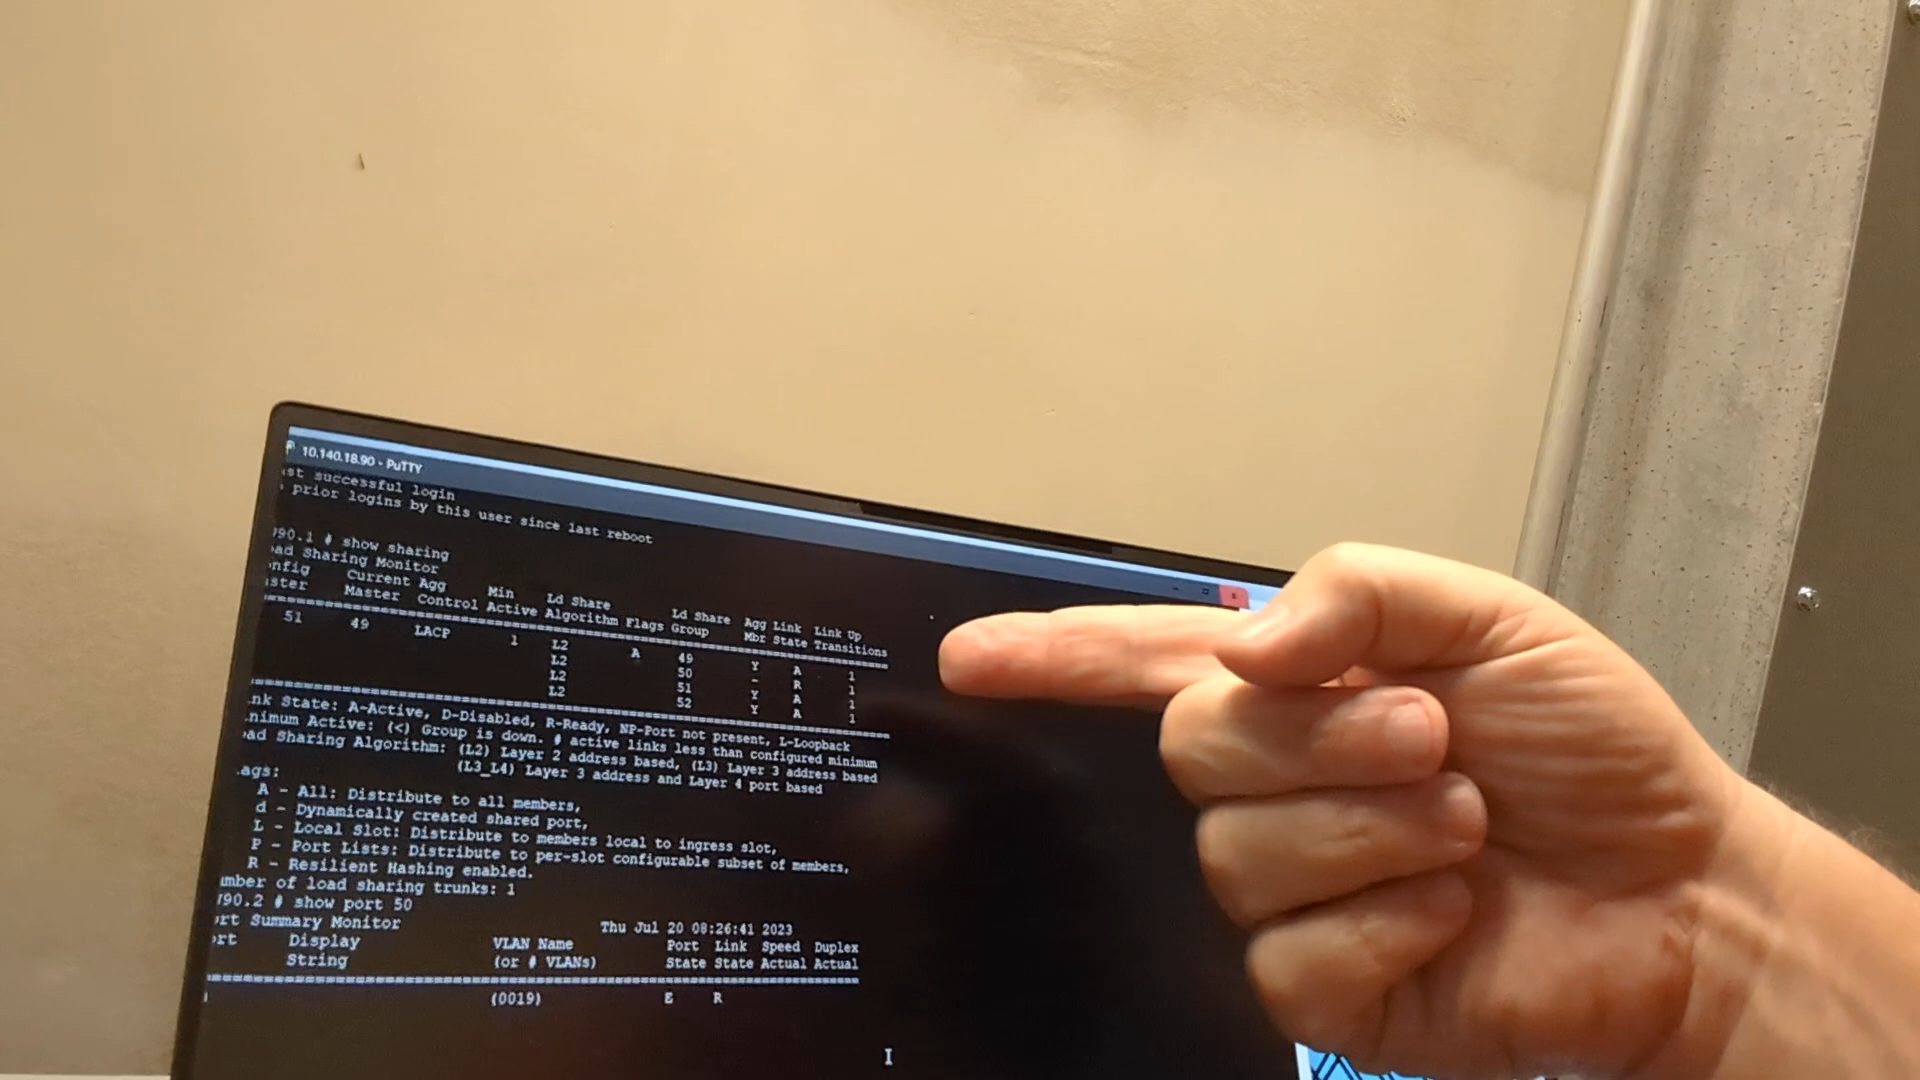 10.140.18.90 - PuTTY
st successful login
prior logins by this user since last reboot
790.1 # show sharing
ad Sharing Monitor
nfig Current Agg Min Ld Share Ld Share Agg Link Link Up
ster Master Control Active Algorithm Flags Group Mbr State Transitions
51 49 LACP 1 L2 A 49 Y A 1
L2 50 - R 1
L2 51 Y A 1
L2 52 Y A 1
nk State: A-Active, D-Disabled, R-Ready, NP-Port not present, L-Loopback
nimum Active: (<) Group is down. # active links less than configured minimum
ad Sharing Algorithm: (L2) Layer 2 address based, (L3) Layer 3 address based
(L3_L4) Layer 3 address and Layer 4 port based
ags:
A - All: Distribute to all members,
d - Dynamically created shared port,
L - Local Slot: Distribute to members local to ingress slot,
P - Port Lists: Distribute to per-slot configurable subset of members,
R - Resilient Hashing enabled.
umber of load sharing trunks: 1
790.2 # show port 50
rt Summary Monitor Thu Jul 20 08:26:41 2023
rt Display VLAN Name Port Link Speed Duplex
String (or # VLANs) State State Actual Actual
(0019) E R